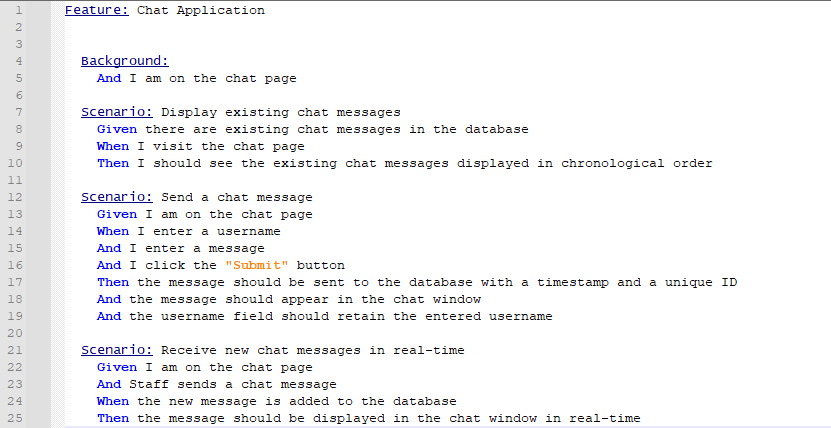 1 Feature: Chat Application
2
3
4 Background:
5 And I am on the chat page
6
7 Scenario: Display existing chat messages
8 Given there are existing chat messages in the database
9 When I visit the chat page
10 Then I should see the existing chat messages displayed in chronological order
11
12 Scenario: Send a chat message
13 Given I am on the chat page
14 When I enter a username
15 And I enter a message
16 And I click the "Submit" button
17 Then the message should be sent to the database with a timestamp and a unique ID
18 And the message should appear in the chat window
19 And the username field should retain the entered username
20
21 Scenario: Receive new chat messages in real-time
22 Given I am on the chat page
23 And Staff sends a chat message
24 When the new message is added to the database
25 Then the message should be displayed in the chat window in real-time